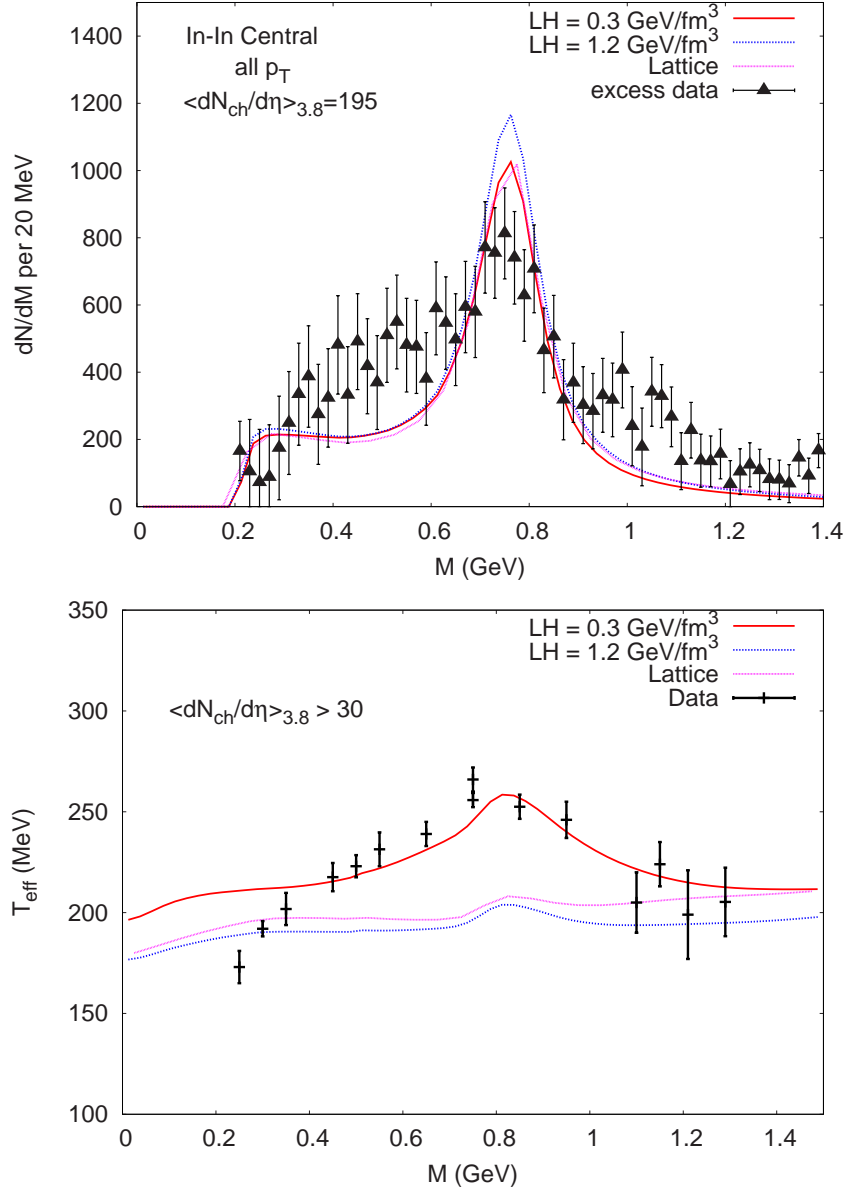 1400
1200
1000
800
600
400
200
0
dN/dM per 20 MeV
In-In Central
all p_T
<dN_ch/dη>_3.8=195
LH = 0.3 GeV/fm^3
LH = 1.2 GeV/fm^3
Lattice
excess data
0 0.2 0.4 0.6 0.8 1 1.2 1.4
M (GeV)
350
300
250
200
150
100
T_eff (MeV)
<dN_ch/dη>_3.8 > 30
LH = 0.3 GeV/fm^3
LH = 1.2 GeV/fm^3
Lattice
Data
0 0.2 0.4 0.6 0.8 1 1.2 1.4
M (GeV)